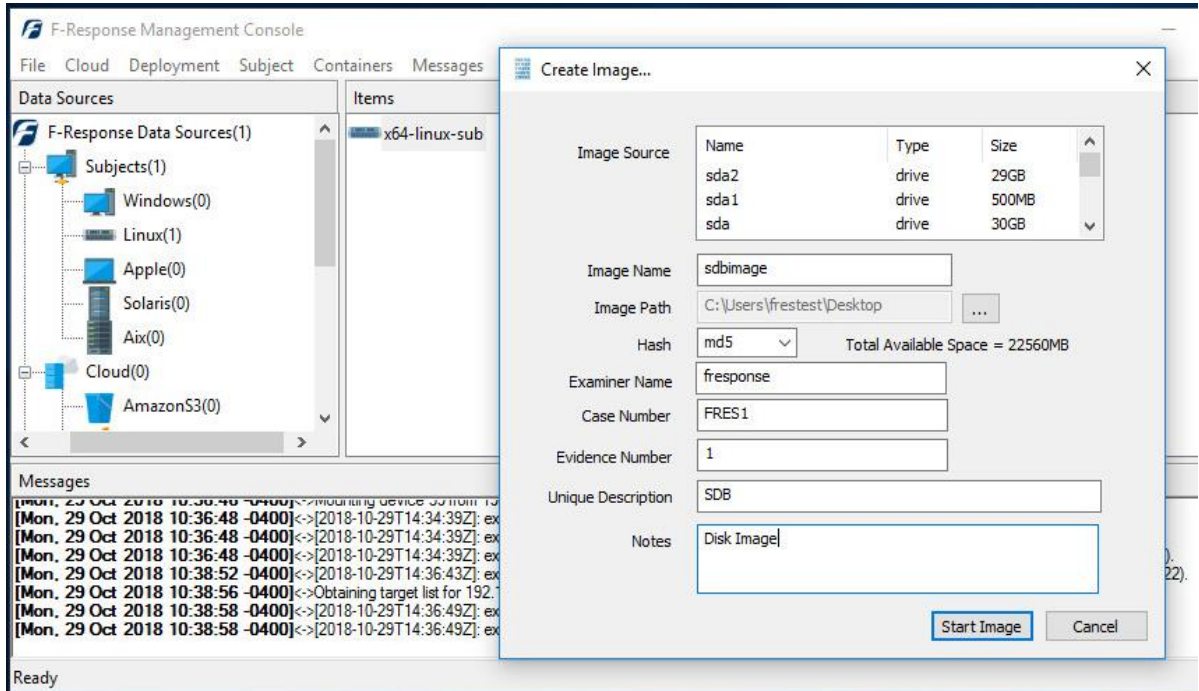 F-Response Management Console
File Cloud Deployment Subject Containers Messages
Data Sources
F-Response Data Sources(1)
Subjects(1)
Windows(0)
Linux(1)
Apple(0)
Solaris(0)
Aix(0)
Cloud(0)
AmazonS3(0)
Items
x64-linux-sub
Create Image...
Image Source
Name Type Size
sda2 drive 29GB
sda1 drive 500MB
sda drive 30GB
Image Name sdbimage
Image Path C:\Users\frestest\Desktop ...
Hash md5 Total Available Space = 22560MB
Examiner Name fresponse
Case Number FRES1
Evidence Number 1
Unique Description SDB
Notes Disk Image
Start Image Cancel
Messages
[Mon, 29 Oct 2018 10:36:48 -0400]<->[2018-10-29T14:34:39Z]: ex
[Mon, 29 Oct 2018 10:36:48 -0400]<->[2018-10-29T14:34:39Z]: ex
[Mon, 29 Oct 2018 10:36:48 -0400]<->[2018-10-29T14:34:39Z]: ex ).
[Mon, 29 Oct 2018 10:38:52 -0400]<->[2018-10-29T14:36:43Z]: ex 22).
[Mon, 29 Oct 2018 10:38:56 -0400]<->Obtaining target list for 192.1
[Mon, 29 Oct 2018 10:38:58 -0400]<->[2018-10-29T14:36:49Z]: ex
[Mon, 29 Oct 2018 10:38:58 -0400]<->[2018-10-29T14:36:49Z]: ex
Ready